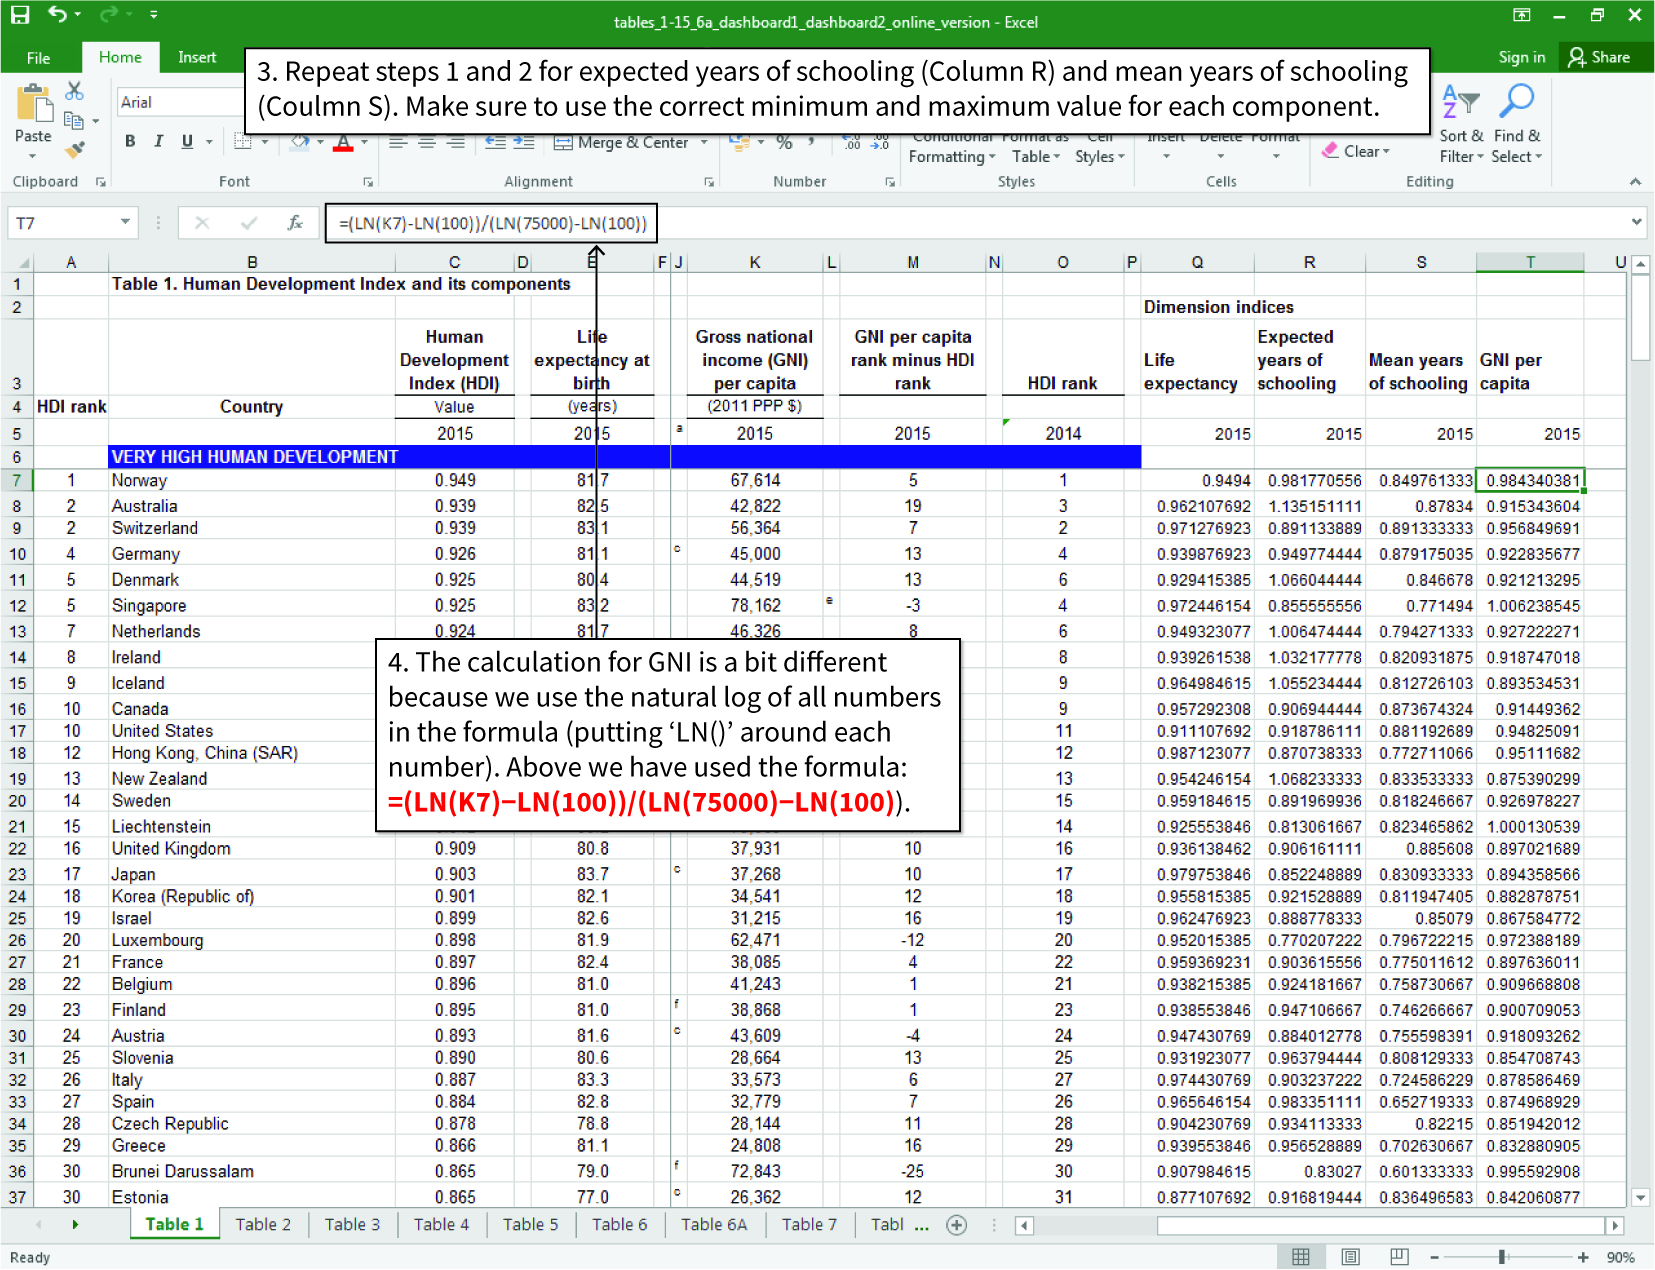 tables_1-15_6a_dashboard1_dashboard2_online_version - Excel
File Home Insert Sign in Share
3. Repeat steps 1 and 2 for expected years of schooling (Column R) and mean years of schooling
(Coulmn S). Make sure to use the correct minimum and maximum value for each component.
Arial
Paste
B I U
Merge & Center
%
Conditional Format as Cell
Formatting Table Styles
Insert Delete Format
Clear
Sort & Find &
Filter Select
Clipboard Font Alignment Number Styles Cells Editing
T7 fx =(LN(K7)-LN(100))/(LN(75000)-LN(100))
A B C D E F J K L M N O P Q R S T U
1 Table 1. Human Development Index and its components
2 Dimension indices
Human Life Gross national GNI per capita Expected
Development expectancy at income (GNI) rank minus HDI Life years of Mean years GNI per
3 Index (HDI) birth per capita rank HDI rank expectancy schooling of schooling capita
4 HDI rank Country Value (years) (2011 PPP $)
5 2015 2015 a 2015 2015 2014 2015 2015 2015 2015
6 VERY HIGH HUMAN DEVELOPMENT
7 1 Norway 0.949 81.7 67,614 5 1 0.9494 0.981770556 0.849761333 0.984340381
8 2 Australia 0.939 82.5 42,822 19 3 0.962107692 1.135151111 0.87834 0.915343604
9 2 Switzerland 0.939 83.1 56,364 7 2 0.971276923 0.891133889 0.891333333 0.956849691
10 4 Germany 0.926 81.1 c 45,000 13 4 0.939876923 0.949774444 0.879175035 0.922835677
11 5 Denmark 0.925 80.4 44,519 13 6 0.929415385 1.066044444 0.846678 0.921213295
12 5 Singapore 0.925 83.2 78,162 e -3 4 0.972446154 0.855555556 0.771494 1.006238545
13 7 Netherlands 0.924 81.7 46,326 8 6 0.949323077 1.006474444 0.794271333 0.927222271
14 8 Ireland 8 0.939261538 1.032177778 0.820931875 0.918747018
15 9 Iceland 9 0.964984615 1.055234444 0.812726103 0.893534531
16 10 Canada 9 0.957292308 0.906944444 0.873674324 0.91449362
17 10 United States 11 0.911107692 0.918786111 0.881192689 0.94825091
18 12 Hong Kong, China (SAR) 12 0.987123077 0.870738333 0.772711066 0.95111682
19 13 New Zealand 13 0.954246154 1.068233333 0.833533333 0.875390299
20 14 Sweden 15 0.959184615 0.891969936 0.818246667 0.926978227
21 15 Liechtenstein 14 0.925553846 0.813061667 0.823465862 1.000130539
4. The calculation for GNI is a bit different
because we use the natural log of all numbers
in the formula (putting ‘LN()’ around each
number). Above we have used the formula:
=(LN(K7)−LN(100))/(LN(75000)−LN(100)).
22 16 United Kingdom 0.909 80.8 37,931 10 16 0.936138462 0.906161111 0.885608 0.897021689
23 17 Japan 0.903 83.7 c 37,268 10 17 0.979753846 0.852248889 0.830933333 0.894358566
24 18 Korea (Republic of) 0.901 82.1 34,541 12 18 0.955815385 0.921528889 0.811947405 0.882878751
25 19 Israel 0.899 82.6 31,215 16 19 0.962476923 0.888778333 0.85079 0.867584772
26 20 Luxembourg 0.898 81.9 62,471 -12 20 0.952015385 0.770207222 0.796722215 0.972388189
27 21 France 0.897 82.4 38,085 4 22 0.959369231 0.903615556 0.775011612 0.897636011
28 22 Belgium 0.896 81.0 41,243 1 21 0.938215385 0.924181667 0.758730667 0.909668808
29 23 Finland 0.895 81.0 f 38,868 1 23 0.938553846 0.947106667 0.746266667 0.900709053
30 24 Austria 0.893 81.6 c 43,609 -4 24 0.947430769 0.884012778 0.755598391 0.918093262
31 25 Slovenia 0.890 80.6 28,664 13 25 0.931923077 0.963794444 0.808129333 0.854708743
32 26 Italy 0.887 83.3 33,573 6 27 0.974430769 0.903237222 0.724586229 0.878586469
33 27 Spain 0.884 82.8 32,779 7 26 0.965646154 0.983351111 0.652719333 0.874968929
34 28 Czech Republic 0.878 78.8 28,144 11 28 0.904230769 0.934113333 0.82215 0.851942012
35 29 Greece 0.866 81.1 24,808 16 29 0.939553846 0.956528889 0.702630667 0.832880905
36 30 Brunei Darussalam 0.865 79.0 f 72,843 -25 30 0.907984615 0.83027 0.601333333 0.995592908
37 30 Estonia 0.865 77.0 c 26,362 12 31 0.877107692 0.916819444 0.836496583 0.842060877
Table 1 Table 2 Table 3 Table 4 Table 5 Table 6 Table 6A Table 7 Tabl ...
Ready 90%